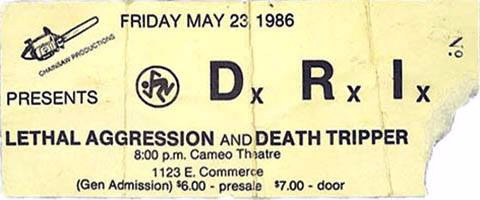 FRIDAY MAY 23 1986
CHAINSAW PRODUCTIONS
No
PRESENTS
Dx Rx Ix
LETHAL AGGRESSION AND DEATH TRIPPER
8:00 p.m. Cameo Theatre
1123 E. Commerce
(Gen Admission) $6.00 - presale $7.00 - door